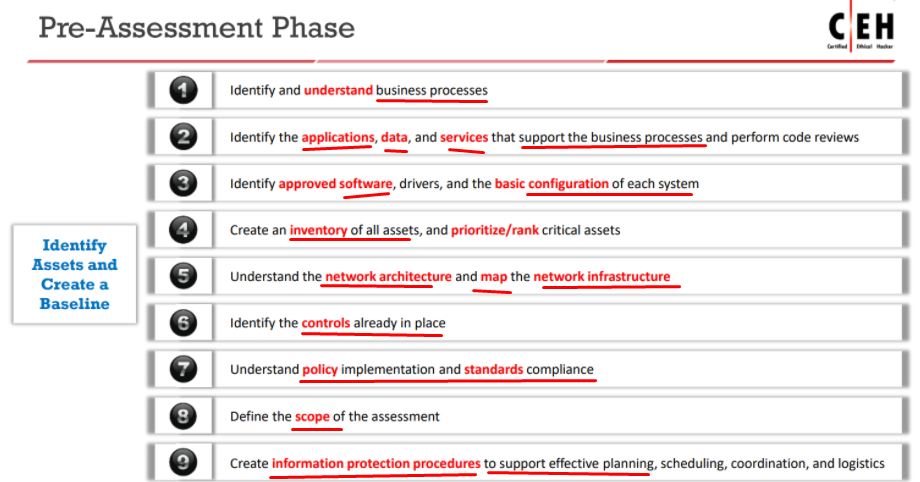 Pre-Assessment Phase
C|EH
Certified Ethical Hacker
1 Identify and understand business processes
2 Identify the applications, data, and services that support the business processes and perform code reviews
3 Identify approved software, drivers, and the basic configuration of each system
4 Create an inventory of all assets, and prioritize/rank critical assets
Identify
Assets and
Create a
Baseline
5 Understand the network architecture and map the network infrastructure
6 Identify the controls already in place
7 Understand policy implementation and standards compliance
8 Define the scope of the assessment
9 Create information protection procedures to support effective planning, scheduling, coordination, and logistics